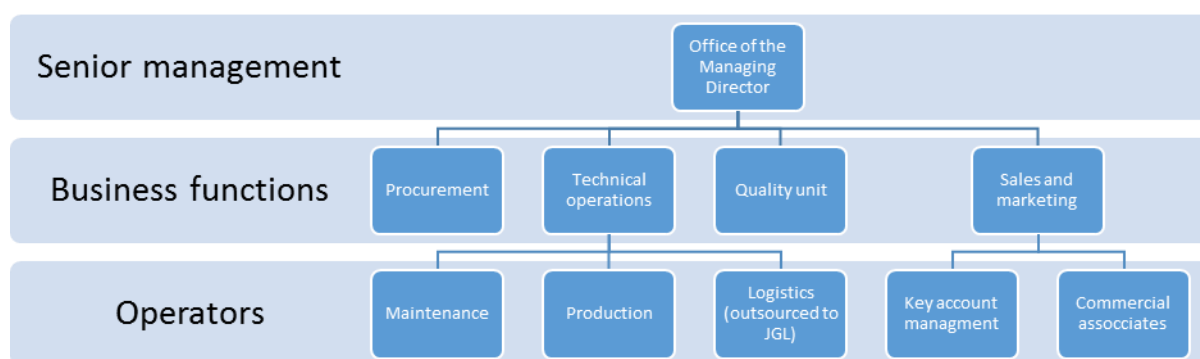 Senior management
Office of the
Managing
Director
Business functions
Procurement
Technical
operations
Quality unit
Sales and
marketing
Operators
Maintenance
Production
Logistics
(outsourced to
JGL)
Key account
managment
Commercial
assocciates